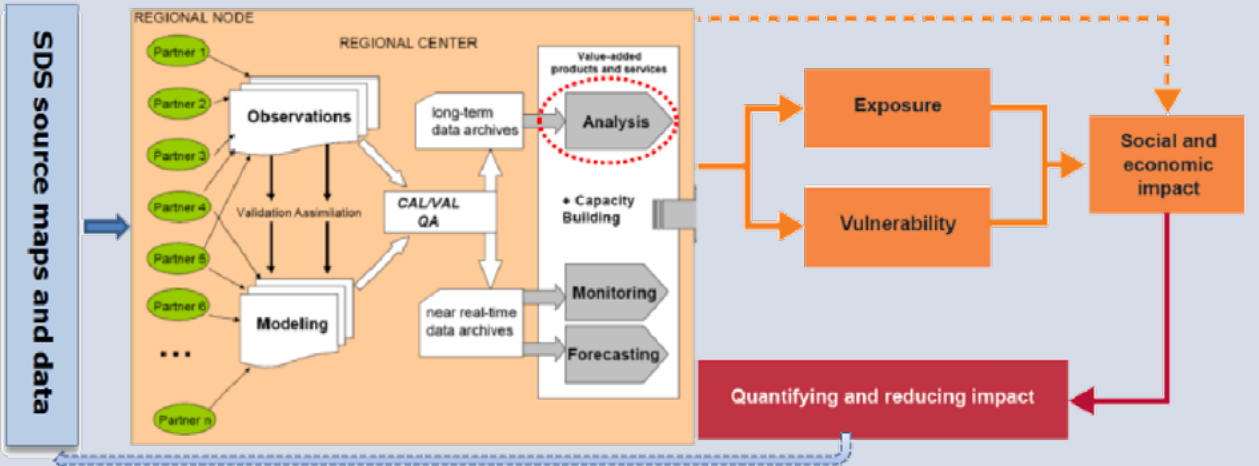 SDS source maps and data
REGIONAL NODE
REGIONAL CENTER
Partner 1
Partner 2
Partner 3
Partner 4
Partner 5
Partner 6
...
Partner n
Observations
Validation Assimilation
Modeling
CAL/VAL
QA
long-term
data archives
near real-time
data archives
Value-added
products and services
Analysis
+ Capacity
Building
Monitoring
Forecasting
Exposure
Vulnerability
Social and
economic
impact
Quantifying and reducing impact